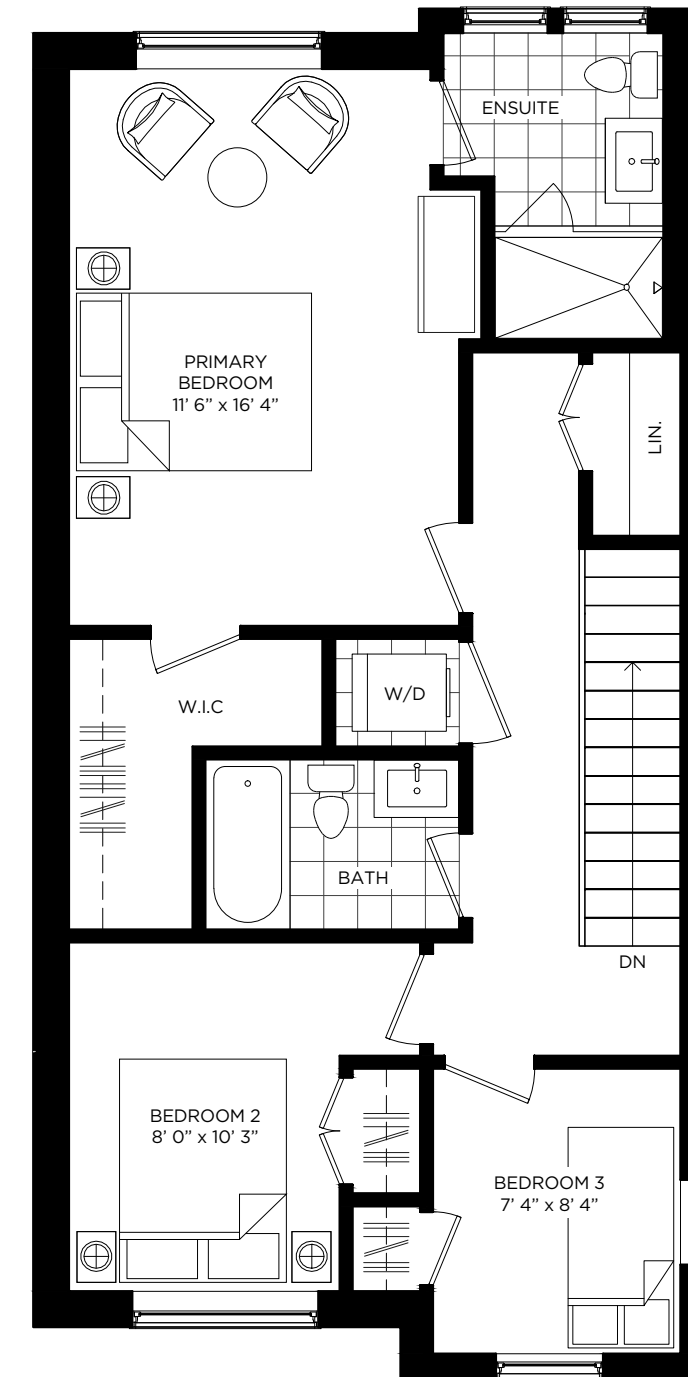 ENSUITE
PRIMARY
BEDROOM
11’ 6” x 16’ 4”
LIN.
W.I.C
W/D
BATH
DN
BEDROOM 2
8’ 0” x 10’ 3”
BEDROOM 3
7’ 4” x 8’ 4”